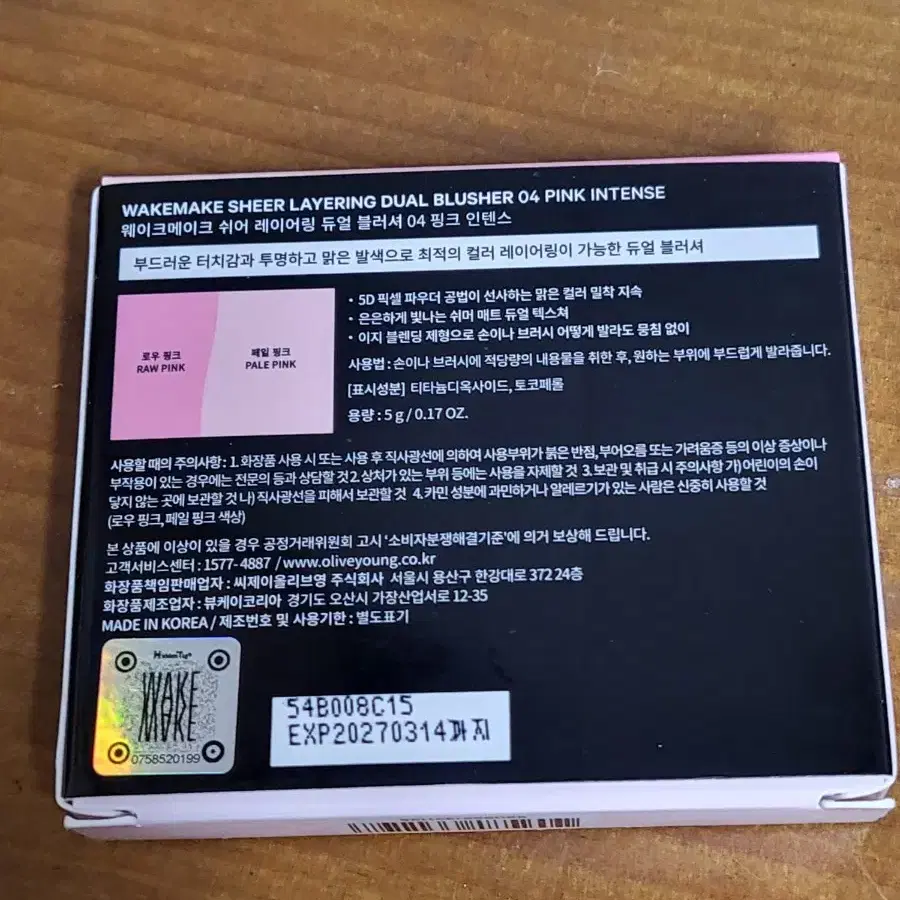 WAKEMAKE SHEER LAYERING DUAL BLUSHER 04 PINK INTENSE
웨이크메이크 쉬어 레이어링 듀얼 블러셔 04 핑크 인텐스
부드러운 터치감과 투명하고 맑은 발색으로 최적의 컬러 레이어링이 가능한 듀얼 블러셔
로우 핑크
RAW PINK
페일 핑크
PALE PINK
• 5D 픽셀 파우더 공법이 선사하는 맑은 컬러 밀착 지속
• 은은하게 빛나는 쉬머 매트 듀얼 텍스쳐
• 이지 블렌딩 제형으로 손이나 브러시 어떻게 발라도 뭉침 없이
사용법 : 손이나 브러시에 적당량의 내용물을 취한 후, 원하는 부위에 부드럽게 발라줍니다.
[표시성분] 티타늄디옥사이드, 토코페롤
용량 : 5 g / 0.17 OZ.
사용할 때의 주의사항 : 1. 화장품 사용 시 또는 사용 후 직사광선에 의하여 사용부위가 붉은 반점, 부어오름 또는 가려움증 등의 이상 증상이나
부작용이 있는 경우에는 전문의 등과 상담할 것 2. 상처가 있는 부위 등에는 사용을 자제할 것 3. 보관 및 취급 시 주의사항 가) 어린이의 손이
닿지 않는 곳에 보관할 것 나) 직사광선을 피해서 보관할 것 4. 카민 성분에 과민하거나 알레르기가 있는 사람은 신중히 사용할 것
(로우 핑크, 페일 핑크 색상)
본 상품에 이상이 있을 경우 공정거래위원회 고시 '소비자분쟁해결기준'에 의거 보상해 드립니다.
고객서비스센터 : 1577- 4887 / www.oliveyoung.co.kr
화장품책임판매업자 : 씨제이올리브영 주식회사 서울시 용산구 한강대로 372 24층
화장품제조업자 : 뷰케이코리아 경기도 오산시 가장산업서로 12-35
MADE IN KOREA / 제조번호 및 사용기한 : 별도표기
HiddenTag
WAKE
MAKE
0758520199
54B008C15
EXP20270314까지